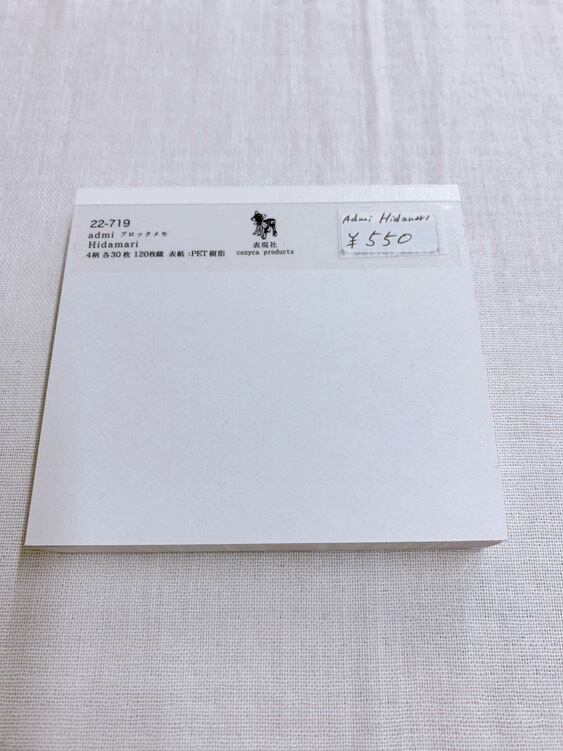 22-719
admi ブロックメモ
Hidamari
4柄 各30枚 120枚綴 表紙:PET樹脂
表現社
cozyca products
Admi Hidamari
¥550